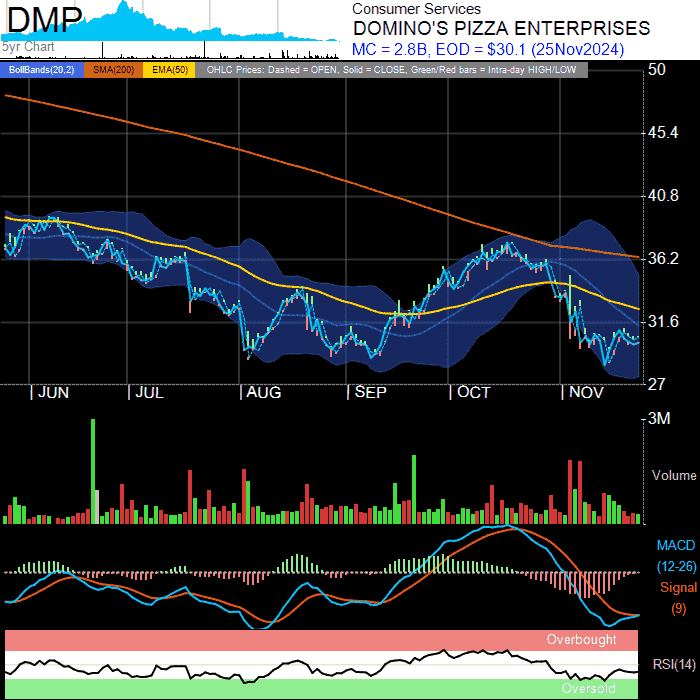 DMP
5yr Chart
Consumer Services
DOMINO'S PIZZA ENTERPRISES
MC = 2.8B, EOD = $30.1 (25Nov2024)
BollBands(20,2) SMA(200) EMA(50) OHLC Prices: Dashed = OPEN, Solid = CLOSE, Green/Red bars = Intra-day HIGH/LOW
50
45.4
40.8
36.2
31.6
27
JUN JUL AUG SEP OCT NOV
3M
Volume
MACD
(12-26)
Signal
(9)
Overbought
RSI(14)
Oversold